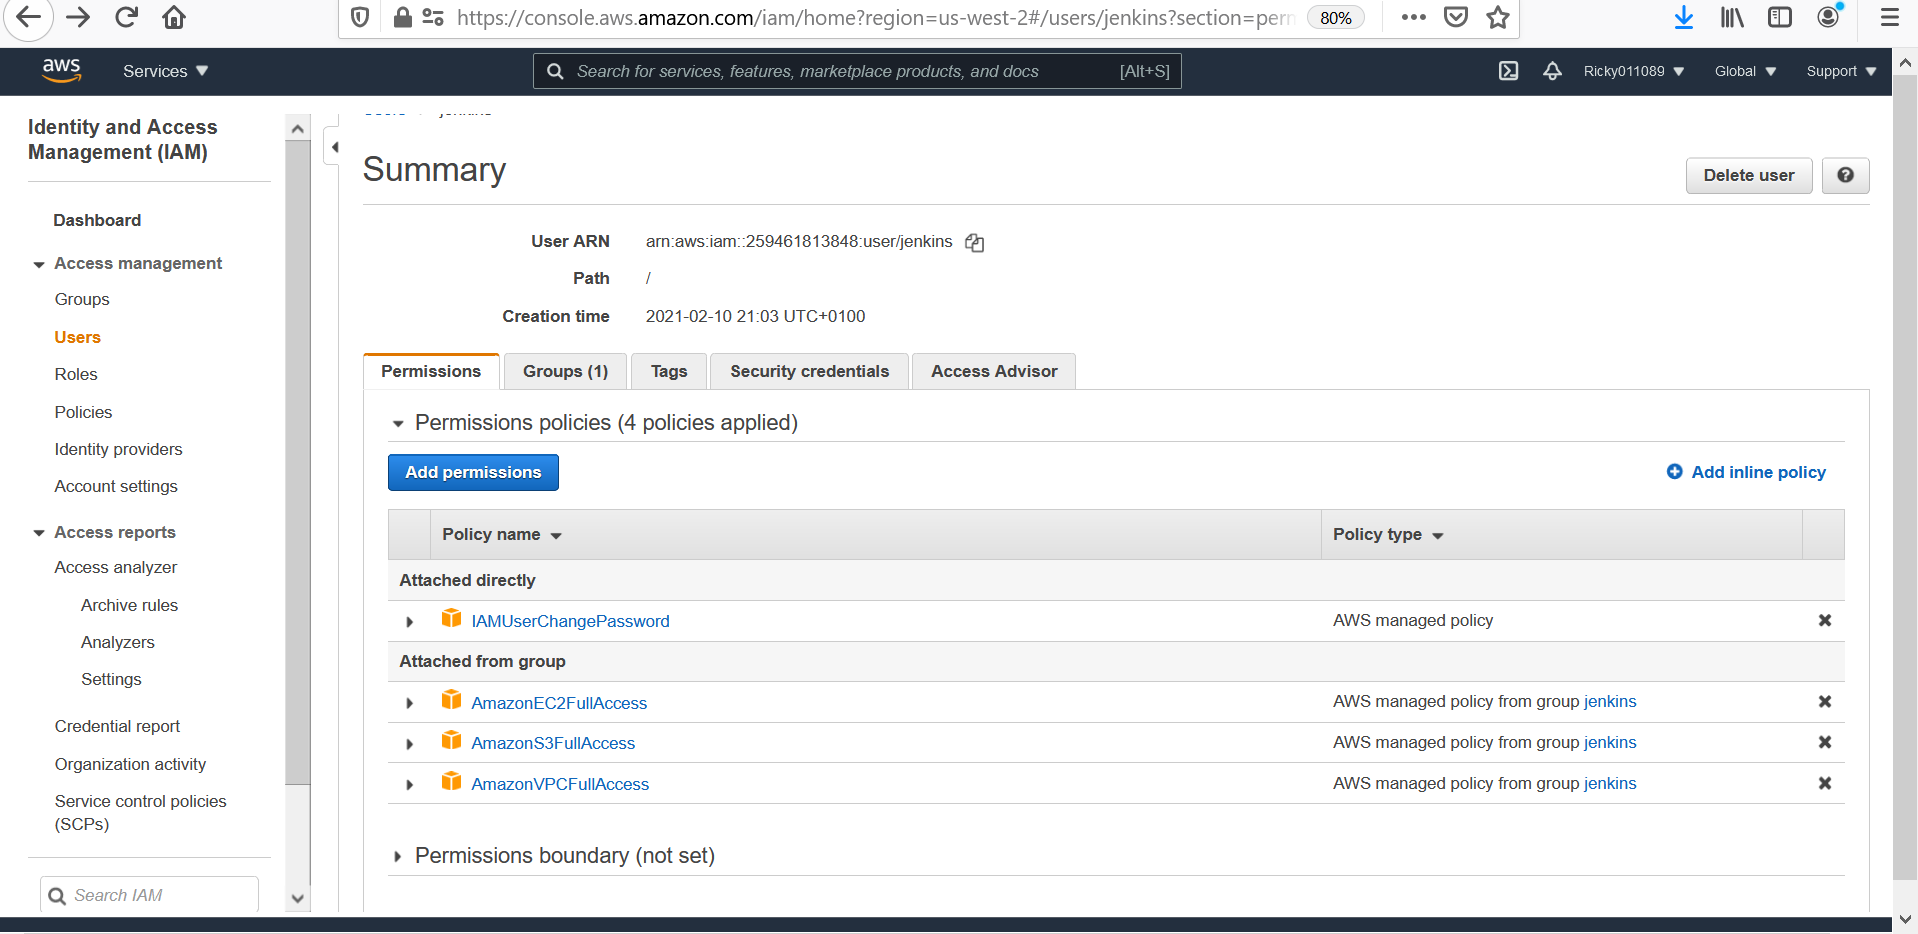 https://console.aws.amazon.com/iam/home?region=us-west-2#/users/jenkins?section=perm
80%
aws
Services
Search for services, features, marketplace products, and docs [Alt+S]
Ricky011089
Global
Support
Identity and Access
Management (IAM)
Dashboard
Access management
Groups
Users
Roles
Policies
Identity providers
Account settings
Access reports
Access analyzer
Archive rules
Analyzers
Settings
Credential report
Organization activity
Service control policies
(SCPs)
Search IAM
Users jenkins
Summary
Delete user
User ARN arn:aws:iam::259461813848:user/jenkins
Path /
Creation time 2021-02-10 21:03 UTC+0100
Permissions
Groups (1)
Tags
Security credentials
Access Advisor
Permissions policies (4 policies applied)
Add permissions
Add inline policy
Policy name Policy type
Attached directly
IAMUserChangePassword AWS managed policy
Attached from group
AmazonEC2FullAccess AWS managed policy from group jenkins
AmazonS3FullAccess AWS managed policy from group jenkins
AmazonVPCFullAccess AWS managed policy from group jenkins
Permissions boundary (not set)